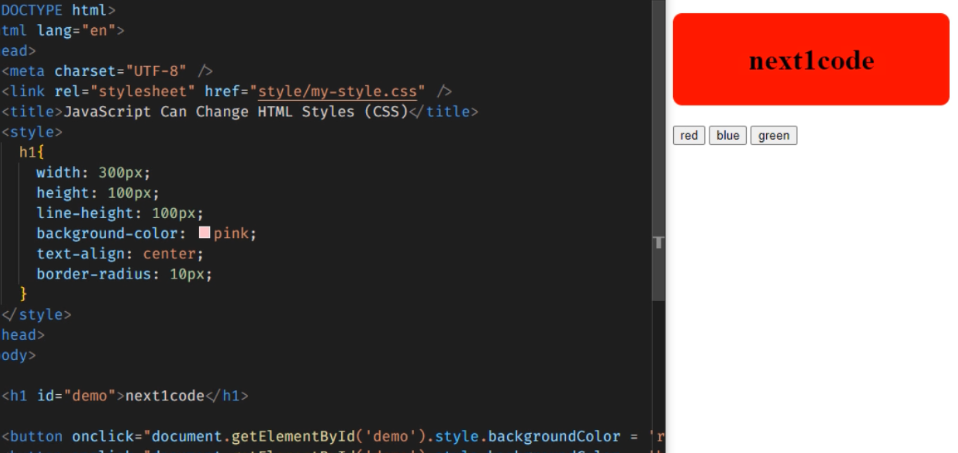 DOCTYPE html>
tml lang="en">
ead>
<meta charset="UTF-8" />
<link rel="stylesheet" href="style/my-style.css" />
<title>JavaScript Can Change HTML Styles (CSS)</title>
<style>
h1{
width: 300px;
height: 100px;
line-height: 100px;
background-color: pink;
text-align: center;
border-radius: 10px;
}
</style>
head>
ody>
<h1 id="demo">next1code</h1>
<button onclick="document.getElementById('demo').style.backgroundColor = 'r
next1code
red blue green